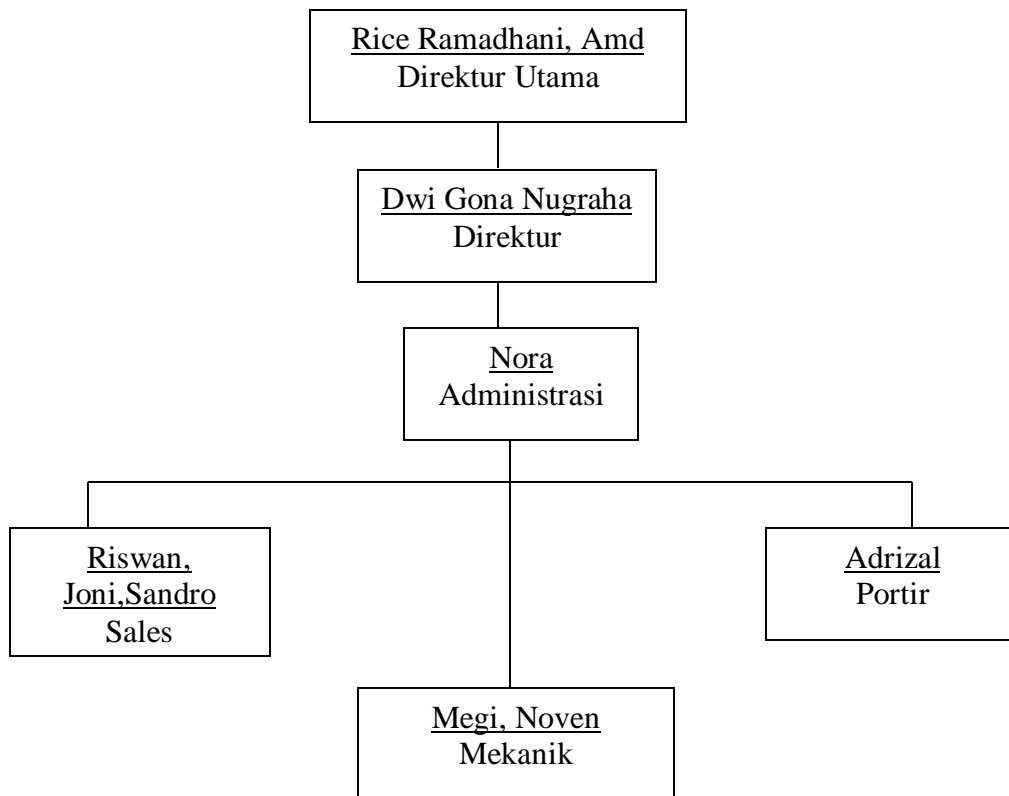 Rice Ramadhani, Amd
Direktur Utama
Dwi Gona Nugraha
Direktur
Nora
Administrasi
Riswan,
Joni,Sandro
Sales
Adrizal
Portir
Megi, Noven
Mekanik